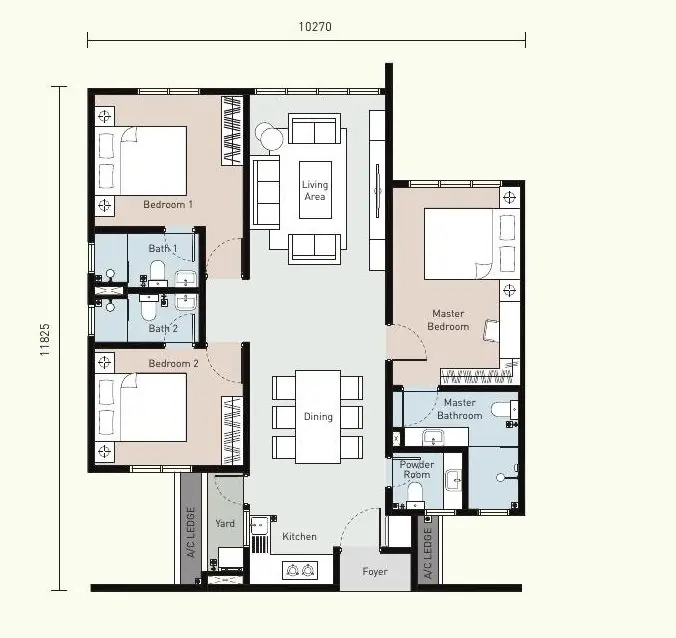 10270
11825
Living
Area
Bedroom 1
Bath 1
Bath 2
Bedroom 2
Master
Bedroom
Master
Bathroom
Dining
Powder
Room
A/C LEDGE
Yard
Kitchen
Foyer
A/C LEDGE